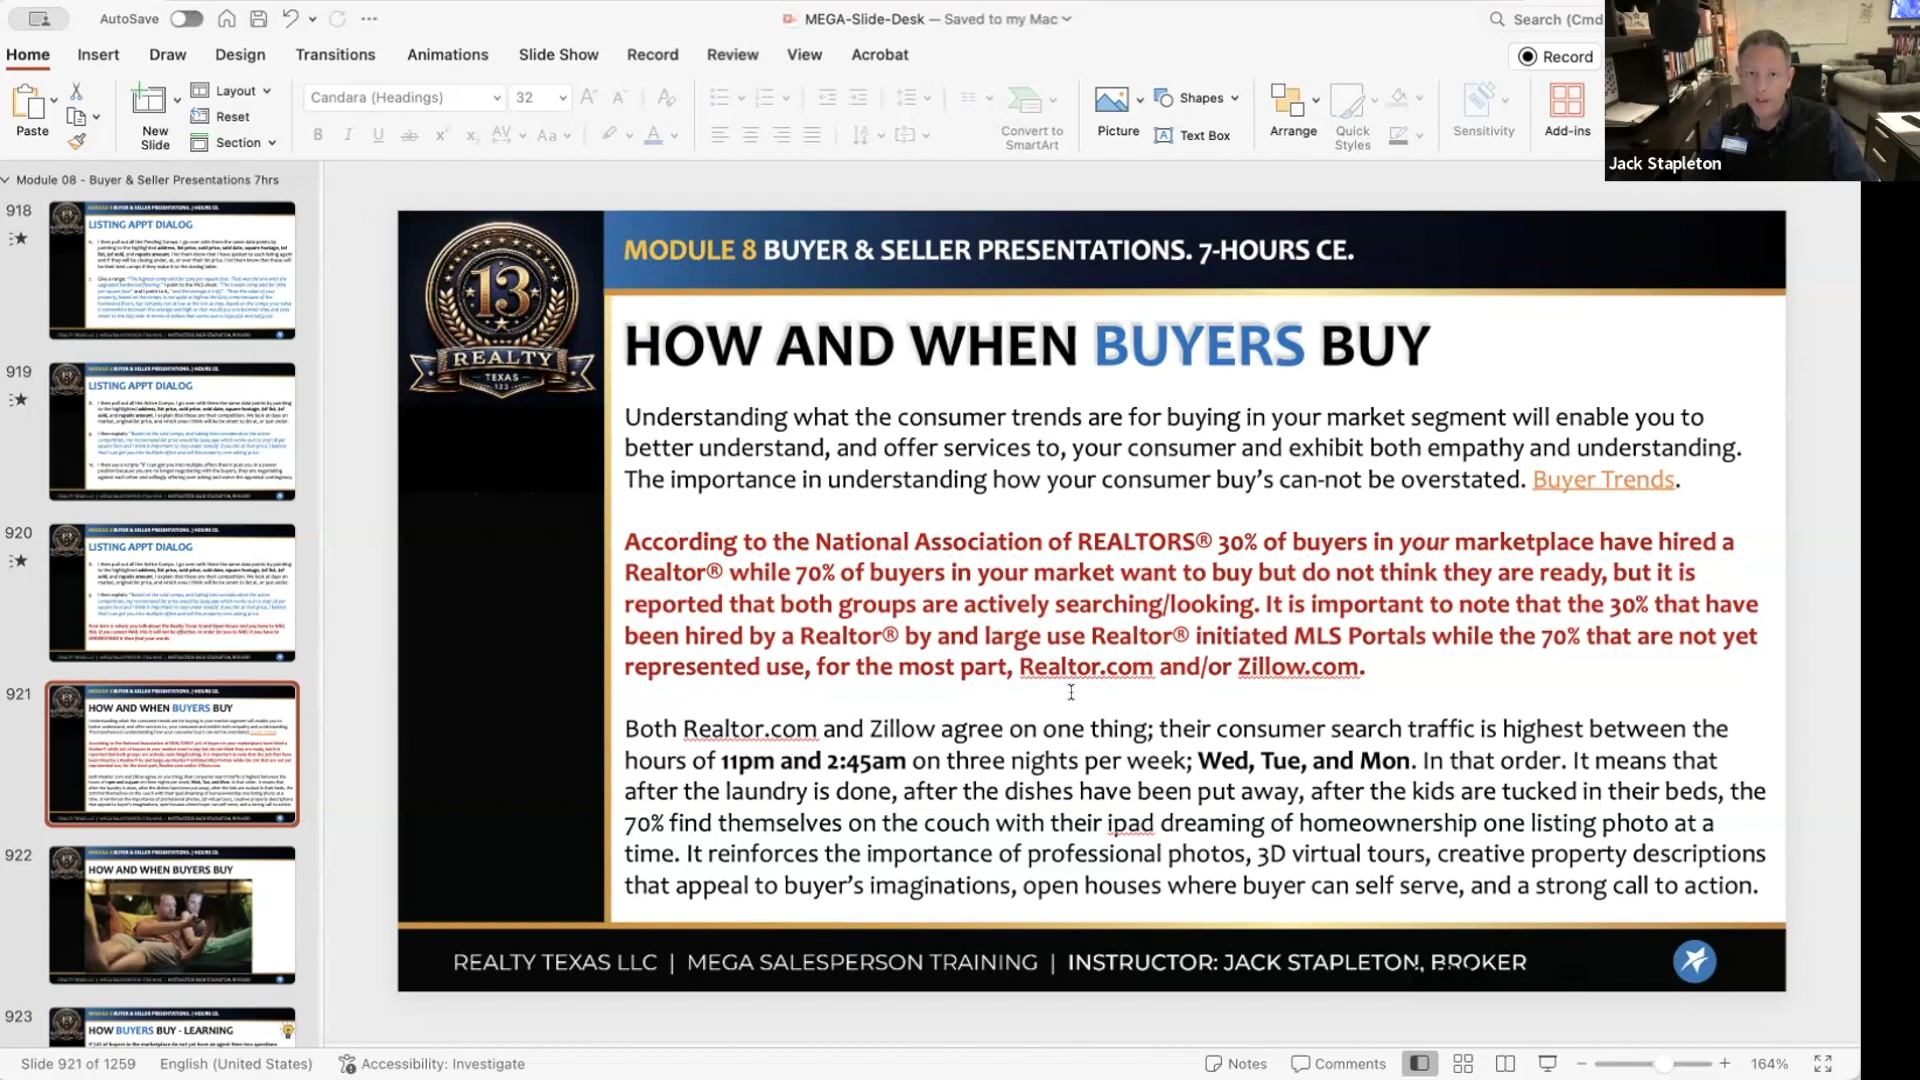 AutoSave
MEGA-Slide-Desk — Saved to my Mac
Search (Cmd
Home Insert Draw Design Transitions Animations Slide Show Record Review View Acrobat
Record
Paste
New Slide
Layout
Reset
Section
Candara (Headings) 32
Convert to SmartArt
Picture
Shapes
Text Box
Arrange
Quick Styles
Sensitivity
Add-ins
Jack Stapleton
Module 08 - Buyer & Seller Presentations 7hrs
918
LISTING APPT DIALOG
919
LISTING APPT DIALOG
920
LISTING APPT DIALOG
921
HOW AND WHEN BUYERS BUY
922
HOW AND WHEN BUYERS BUY
923
HOW BUYERS BUY - LEARNING
13
REALTY
TEXAS
MODULE 8 BUYER & SELLER PRESENTATIONS. 7-HOURS CE.
HOW AND WHEN BUYERS BUY
Understanding what the consumer trends are for buying in your market segment will enable you to
better understand, and offer services to, your consumer and exhibit both empathy and understanding.
The importance in understanding how your consumer buy’s can-not be overstated. Buyer Trends.
According to the National Association of REALTORS® 30% of buyers in your marketplace have hired a
Realtor® while 70% of buyers in your market want to buy but do not think they are ready, but it is
reported that both groups are actively searching/looking. It is important to note that the 30% that have
been hired by a Realtor® by and large use Realtor® initiated MLS Portals while the 70% that are not yet
represented use, for the most part, Realtor.com and/or Zillow.com.
Both Realtor.com and Zillow agree on one thing; their consumer search traffic is highest between the
hours of 11pm and 2:45am on three nights per week; Wed, Tue, and Mon. In that order. It means that
after the laundry is done, after the dishes have been put away, after the kids are tucked in their beds, the
70% find themselves on the couch with their ipad dreaming of homeownership one listing photo at a
time. It reinforces the importance of professional photos, 3D virtual tours, creative property descriptions
that appeal to buyer’s imaginations, open houses where buyer can self serve, and a strong call to action.
REALTY TEXAS LLC | MEGA SALESPERSON TRAINING | INSTRUCTOR: JACK STAPLETON, BROKER
Slide 921 of 1259 English (United States) Accessibility: Investigate
Notes Comments 164%